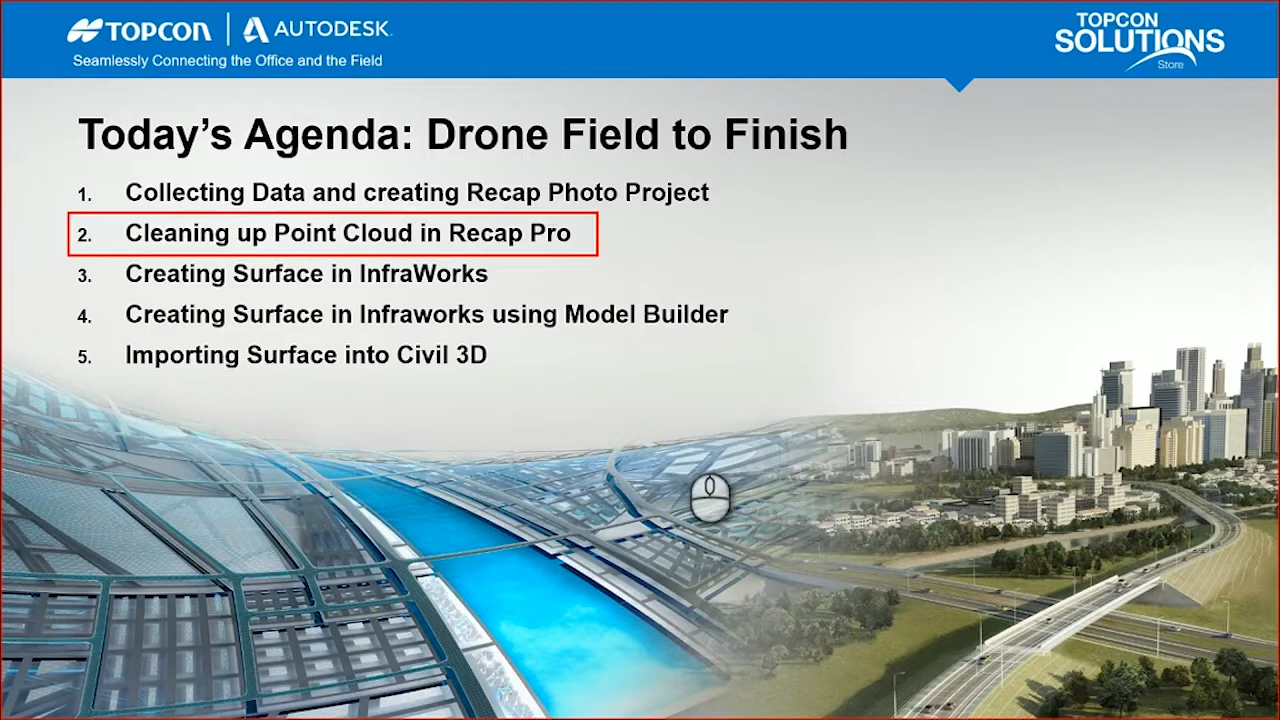 TOPCON | AUTODESK.
Seamlessly Connecting the Office and the Field
TOPCON
SOLUTIONS
Store
Today's Agenda: Drone Field to Finish
1. Collecting Data and creating Recap Photo Project
2. Cleaning up Point Cloud in Recap Pro
3. Creating Surface in InfraWorks
4. Creating Surface in Infraworks using Model Builder
5. Importing Surface into Civil 3D